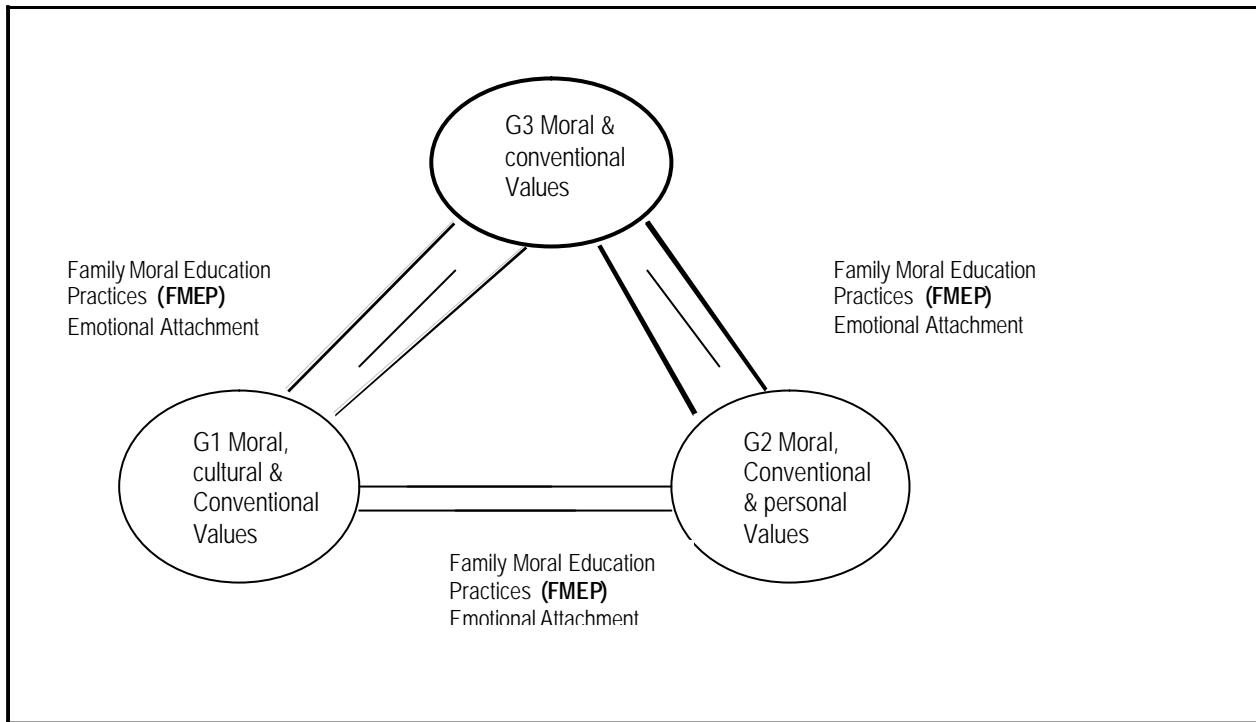 G3 Moral &
conventional
Values
Family Moral Education
Practices (FMEP)
Emotional Attachment
Family Moral Education
Practices (FMEP)
Emotional Attachment
G1 Moral,
cultural &
Conventional
Values
G2 Moral,
Conventional
& personal
Values
Family Moral Education
Practices (FMEP)
Emotional Attachment